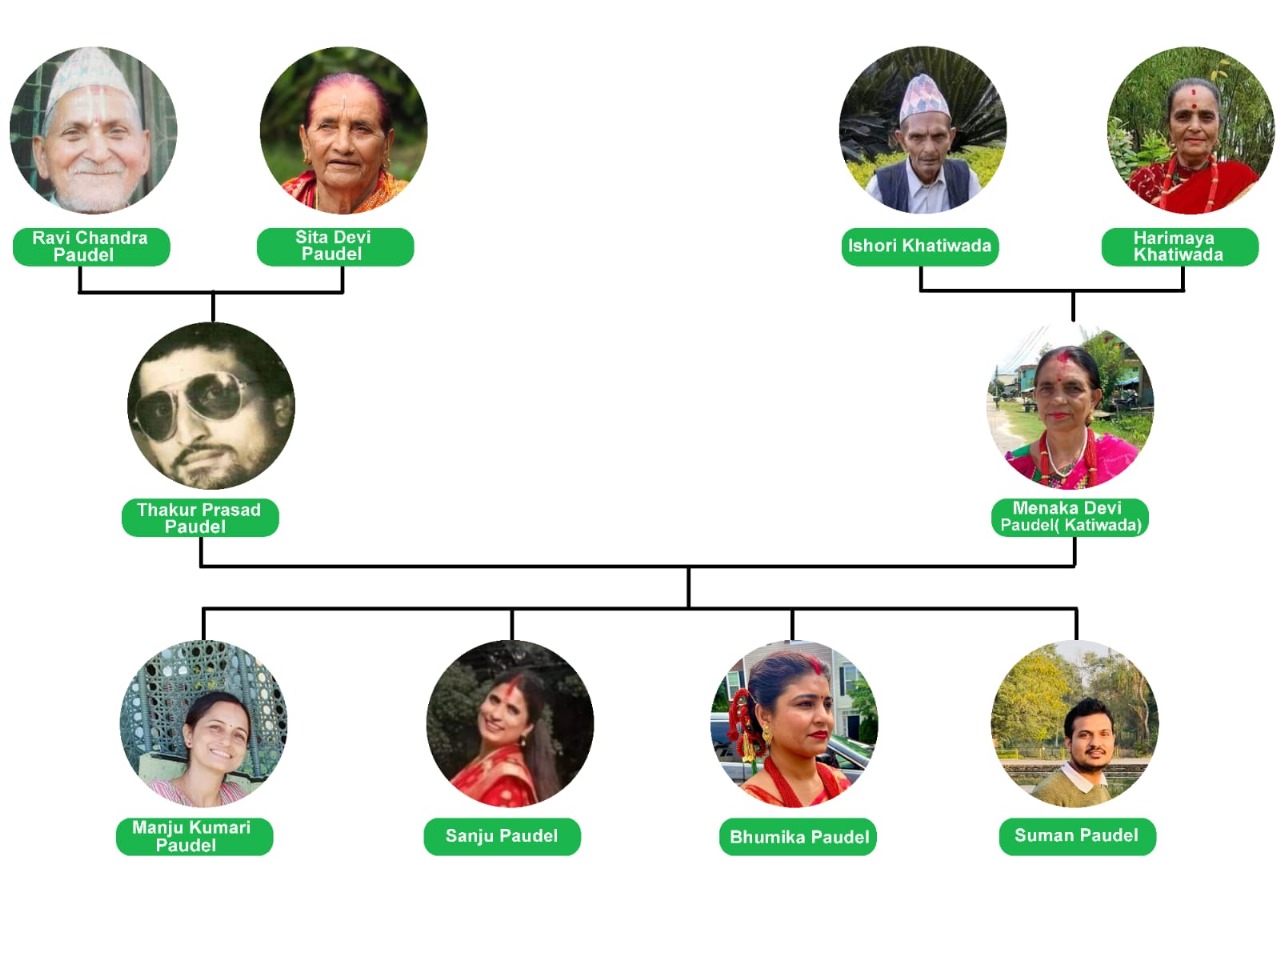 Ravi Chandra
Paudel
Sita Devi
Paudel
Ishori Khatiwada
Harimaya
Khatiwada
Thakur Prasad
Paudel
Menaka Devi
Paudel( Katiwada)
Manju Kumari
Paudel
Sanju Paudel
Bhumika Paudel
Suman Paudel